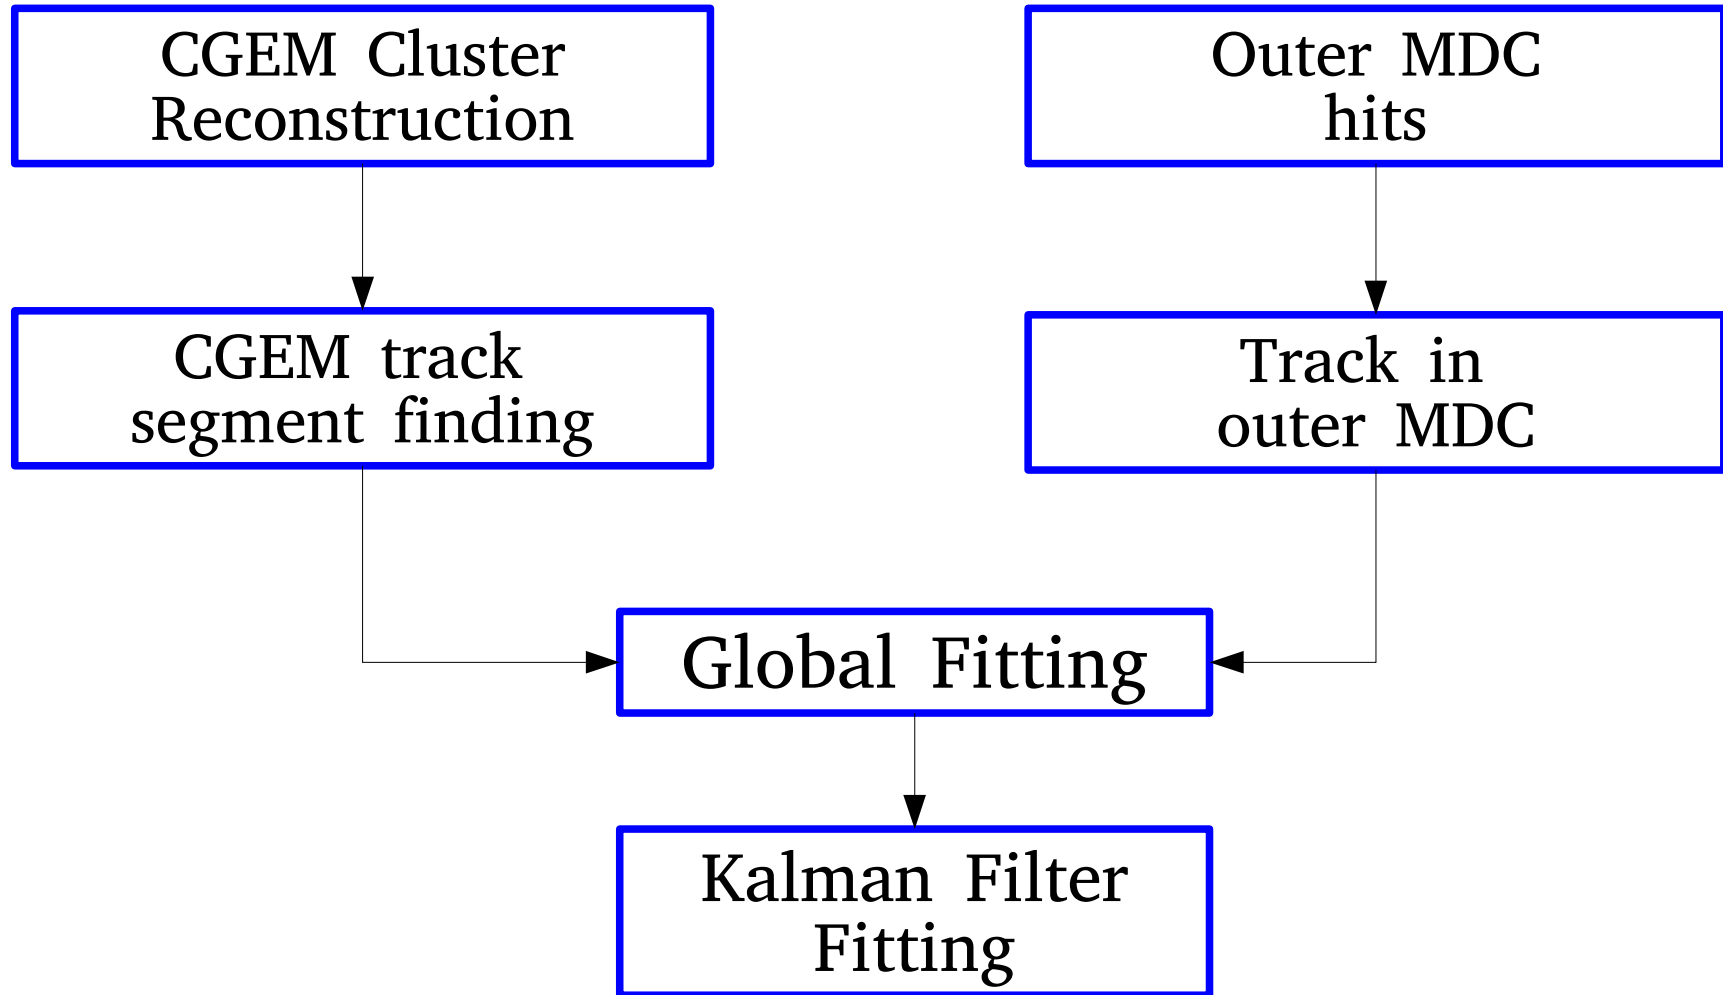 CGEM Cluster
Reconstruction
Outer MDC
hits
CGEM track
segment finding
Track in
outer MDC
Global Fitting
Kalman Filter
Fitting